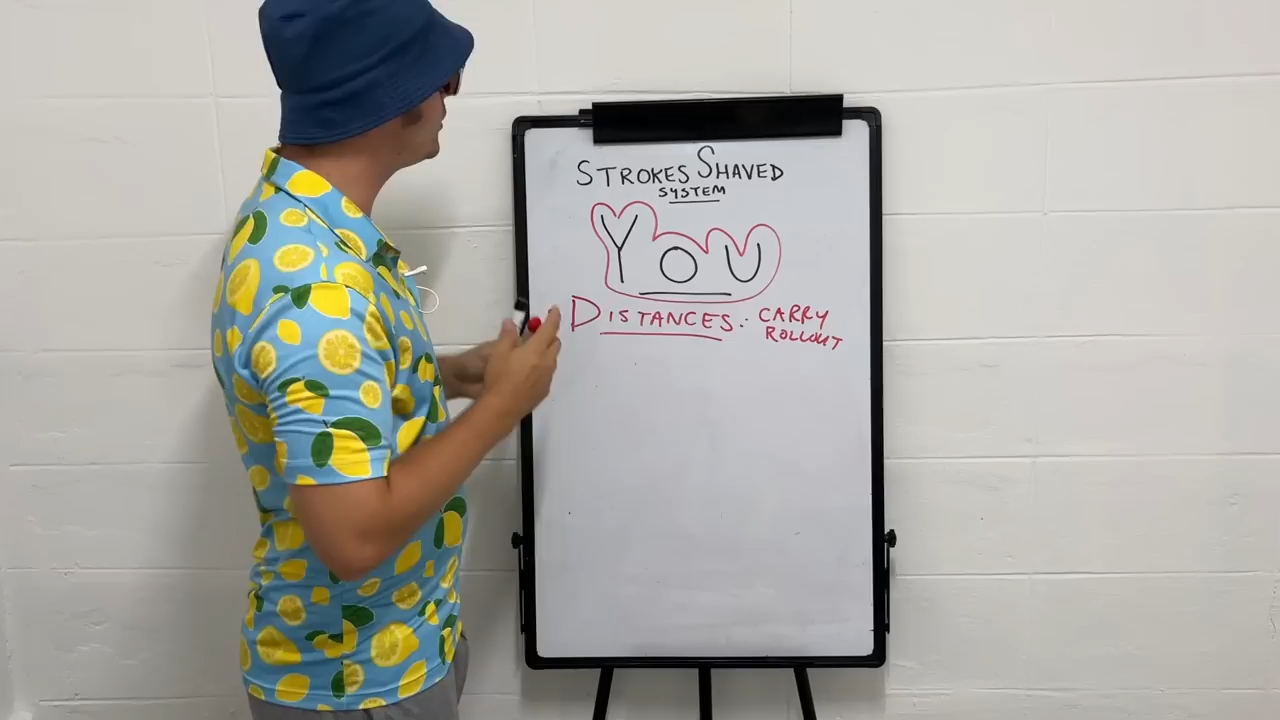 STROKES SHAVED
SYSTEM
YOU
DISTANCES: CARRY
ROLLOUT